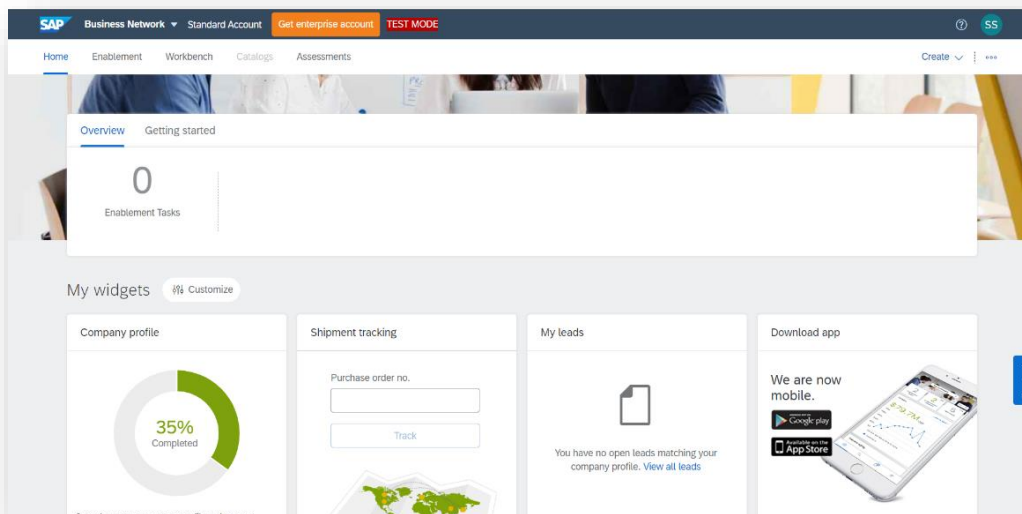 SAP Business Network Standard Account Get enterprise account TEST MODE ? SS
Home Enablement Workbench Catalogs Assessments Create
Overview Getting started
0
Enablement Tasks
My widgets Customize
Company profile
35%
Completed
Shipment tracking
Purchase order no.
Track
My leads
You have no open leads matching your
company profile. View all leads
Download app
We are now
mobile.
Google play
Available on the
App Store